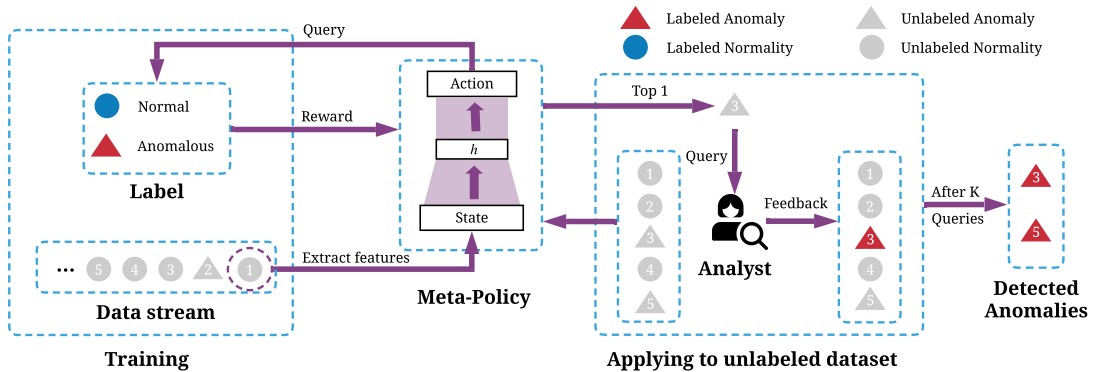 Labeled Anomaly
Unlabeled Anomaly
Labeled Normality
Unlabeled Normality
Query
Normal
Anomalous
Label
Reward
... 5 4 3 2 1
Data stream
Training
Extract features
Action
h
State
Meta-Policy
Top 1
3
Query
1
2
3
4
5
Analyst
Feedback
1
2
3
4
5
Applying to unlabeled dataset
After K
Queries
3
5
Detected
Anomalies